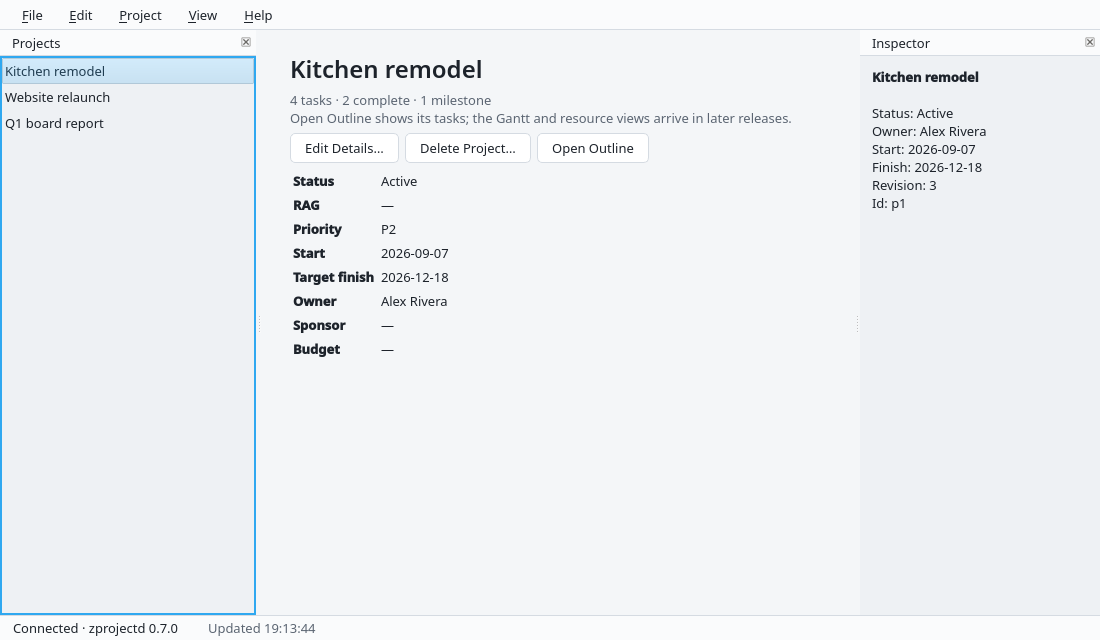 File Edit Project View Help
Projects
Kitchen remodel
Website relaunch
Q1 board report
Kitchen remodel
4 tasks · 2 complete · 1 milestone
Open Outline shows its tasks; the Gantt and resource views arrive in later releases.
Edit Details... Delete Project... Open Outline
Status Active
RAG —
Priority P2
Start 2026-09-07
Target finish 2026-12-18
Owner Alex Rivera
Sponsor —
Budget —
Inspector
Kitchen remodel
Status: Active
Owner: Alex Rivera
Start: 2026-09-07
Finish: 2026-12-18
Revision: 3
Id: p1
Connected · zprojectd 0.7.0 Updated 19:13:44